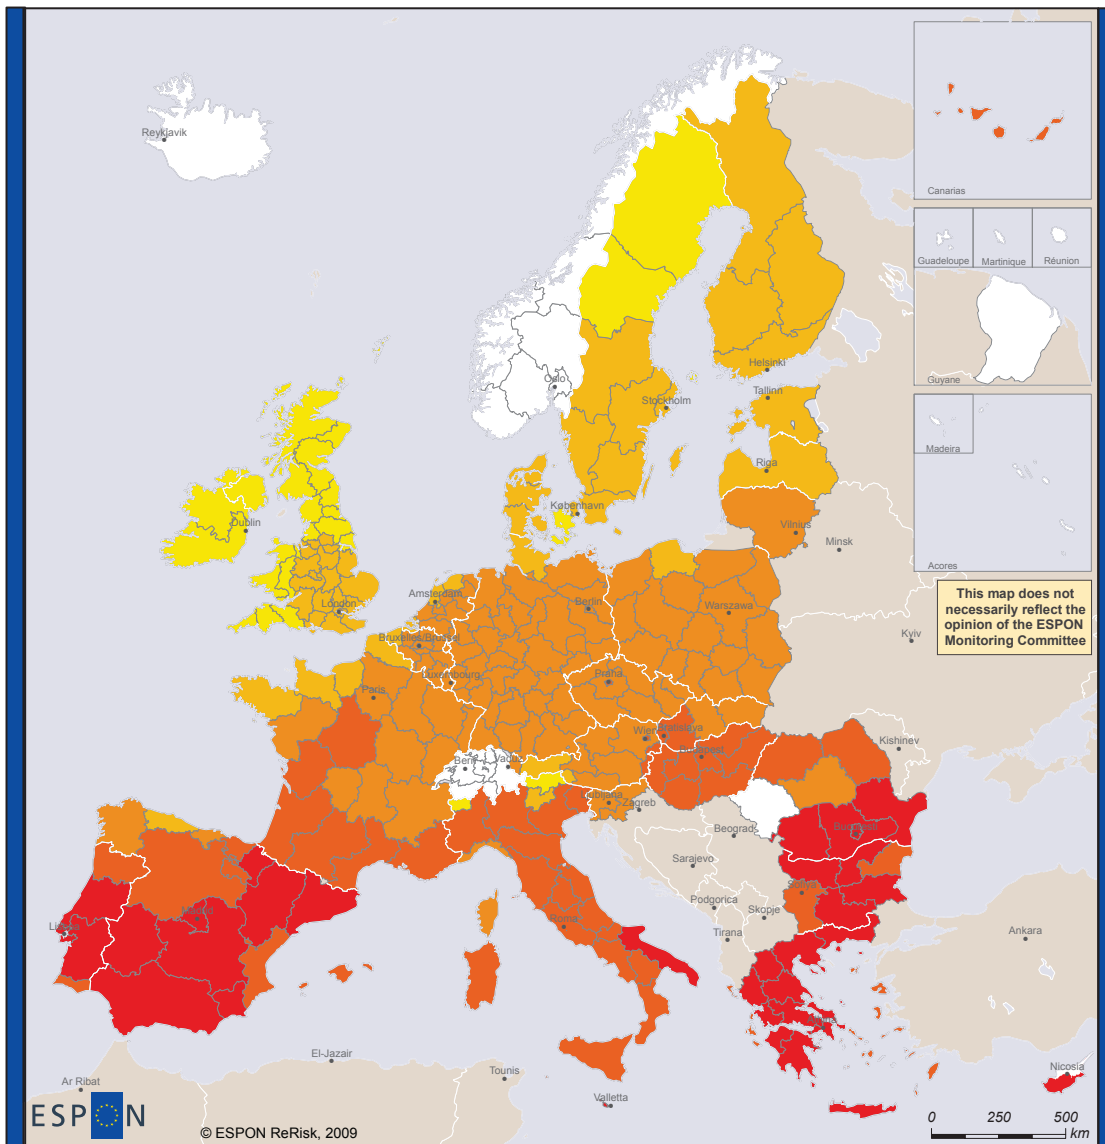 Reykjavik
Canarias
Guadeloupe
Martinique
Réunion
Guyane
Oslo
Helsinki
Tallinn
Stockholm
Madeira
Riga
København
Dublin
Vilnius
Minsk
Acores
This map does not
necessarily reflect the
opinion of the ESPON
Monitoring Committee
Amsterdam
London
Berlin
Warszawa
Kyiv
Bruxelles/Brussel
Luxembourg
Praha
Paris
Wien
Bratislava
Budapest
Kishinev
Bern
Vaduz
Ljubljana
Zagreb
Beograd
Bucuresti
Sarajevo
Sofiya
Madrid
Podgorica
Skopje
Lisboa
Roma
Tirana
Ankara
Athina
El-Jazair
Tounis
Nicosia
Ar Ribat
Valletta
ESPON
© ESPON ReRisk, 2009
0 250 500
km